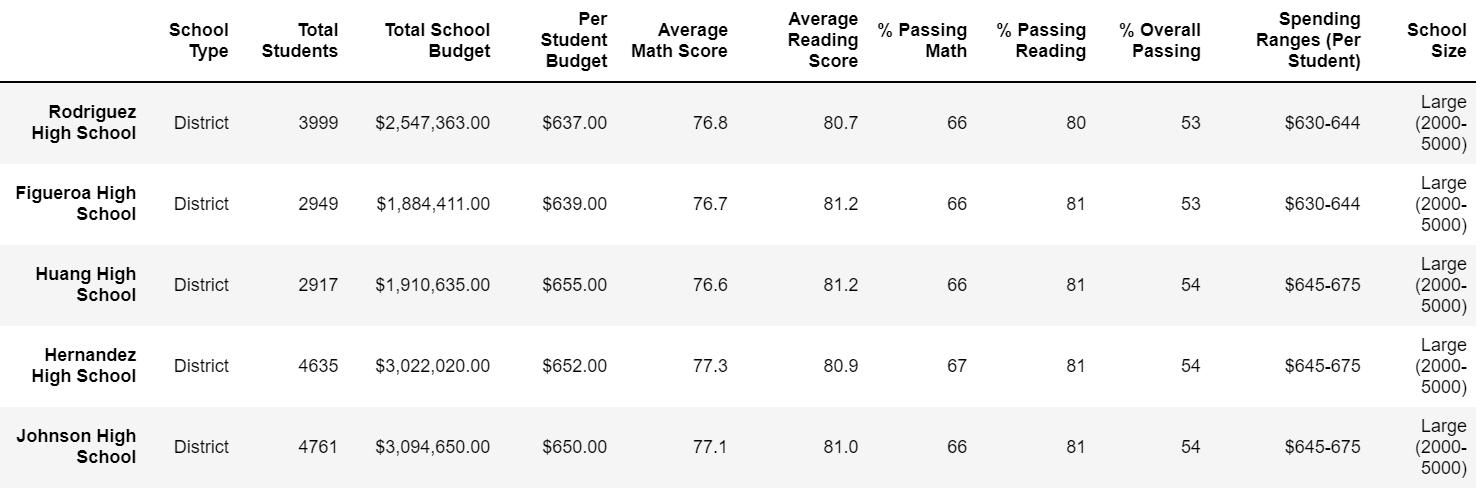 School Type Total Students Total School Budget Per Student Budget Average Math Score Average Reading Score % Passing Math % Passing Reading % Overall Passing Spending Ranges (Per Student) School Size
Rodriguez High School District 3999 $2,547,363.00 $637.00 76.8 80.7 66 80 53 $630-644 Large (2000-5000)
Figueroa High School District 2949 $1,884,411.00 $639.00 76.7 81.2 66 81 53 $630-644 Large (2000-5000)
Huang High School District 2917 $1,910,635.00 $655.00 76.6 81.2 66 81 54 $645-675 Large (2000-5000)
Hernandez High School District 4635 $3,022,020.00 $652.00 77.3 80.9 67 81 54 $645-675 Large (2000-5000)
Johnson High School District 4761 $3,094,650.00 $650.00 77.1 81.0 66 81 54 $645-675 Large (2000-5000)